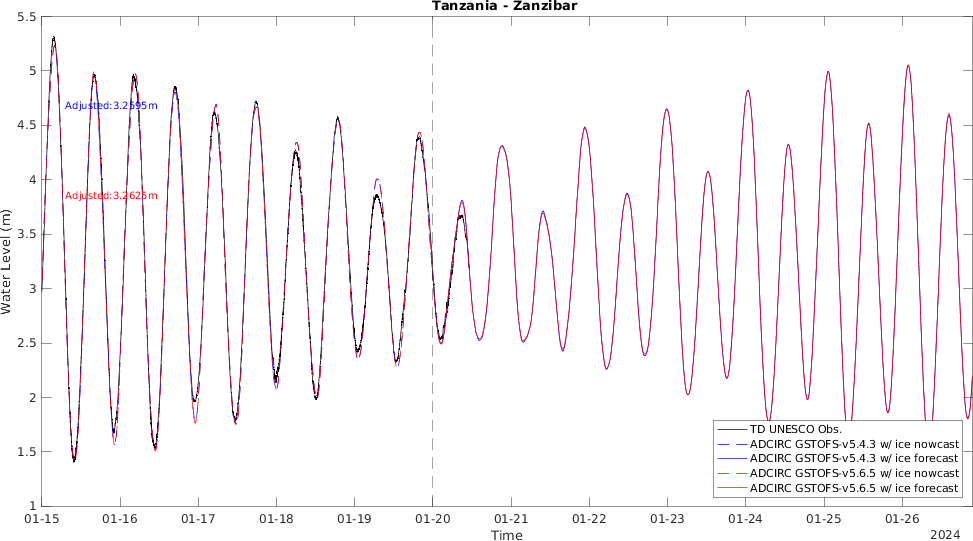 Tanzania - Zanzibar
5.5
5
4.5
4
3.5
3
2.5
2
1.5
1
Water Level (m)
Adjusted:3.2595m
Adjusted:3.2625m
TD UNESCO Obs.
ADCIRC GSTOFS-v5.4.3 w/ ice nowcast
ADCIRC GSTOFS-v5.4.3 w/ ice forecast
ADCIRC GSTOFS-v5.6.5 w/ ice nowcast
ADCIRC GSTOFS-v5.6.5 w/ ice forecast
01-15 01-16 01-17 01-18 01-19 01-20 01-21 01-22 01-23 01-24 01-25 01-26
Time
2024